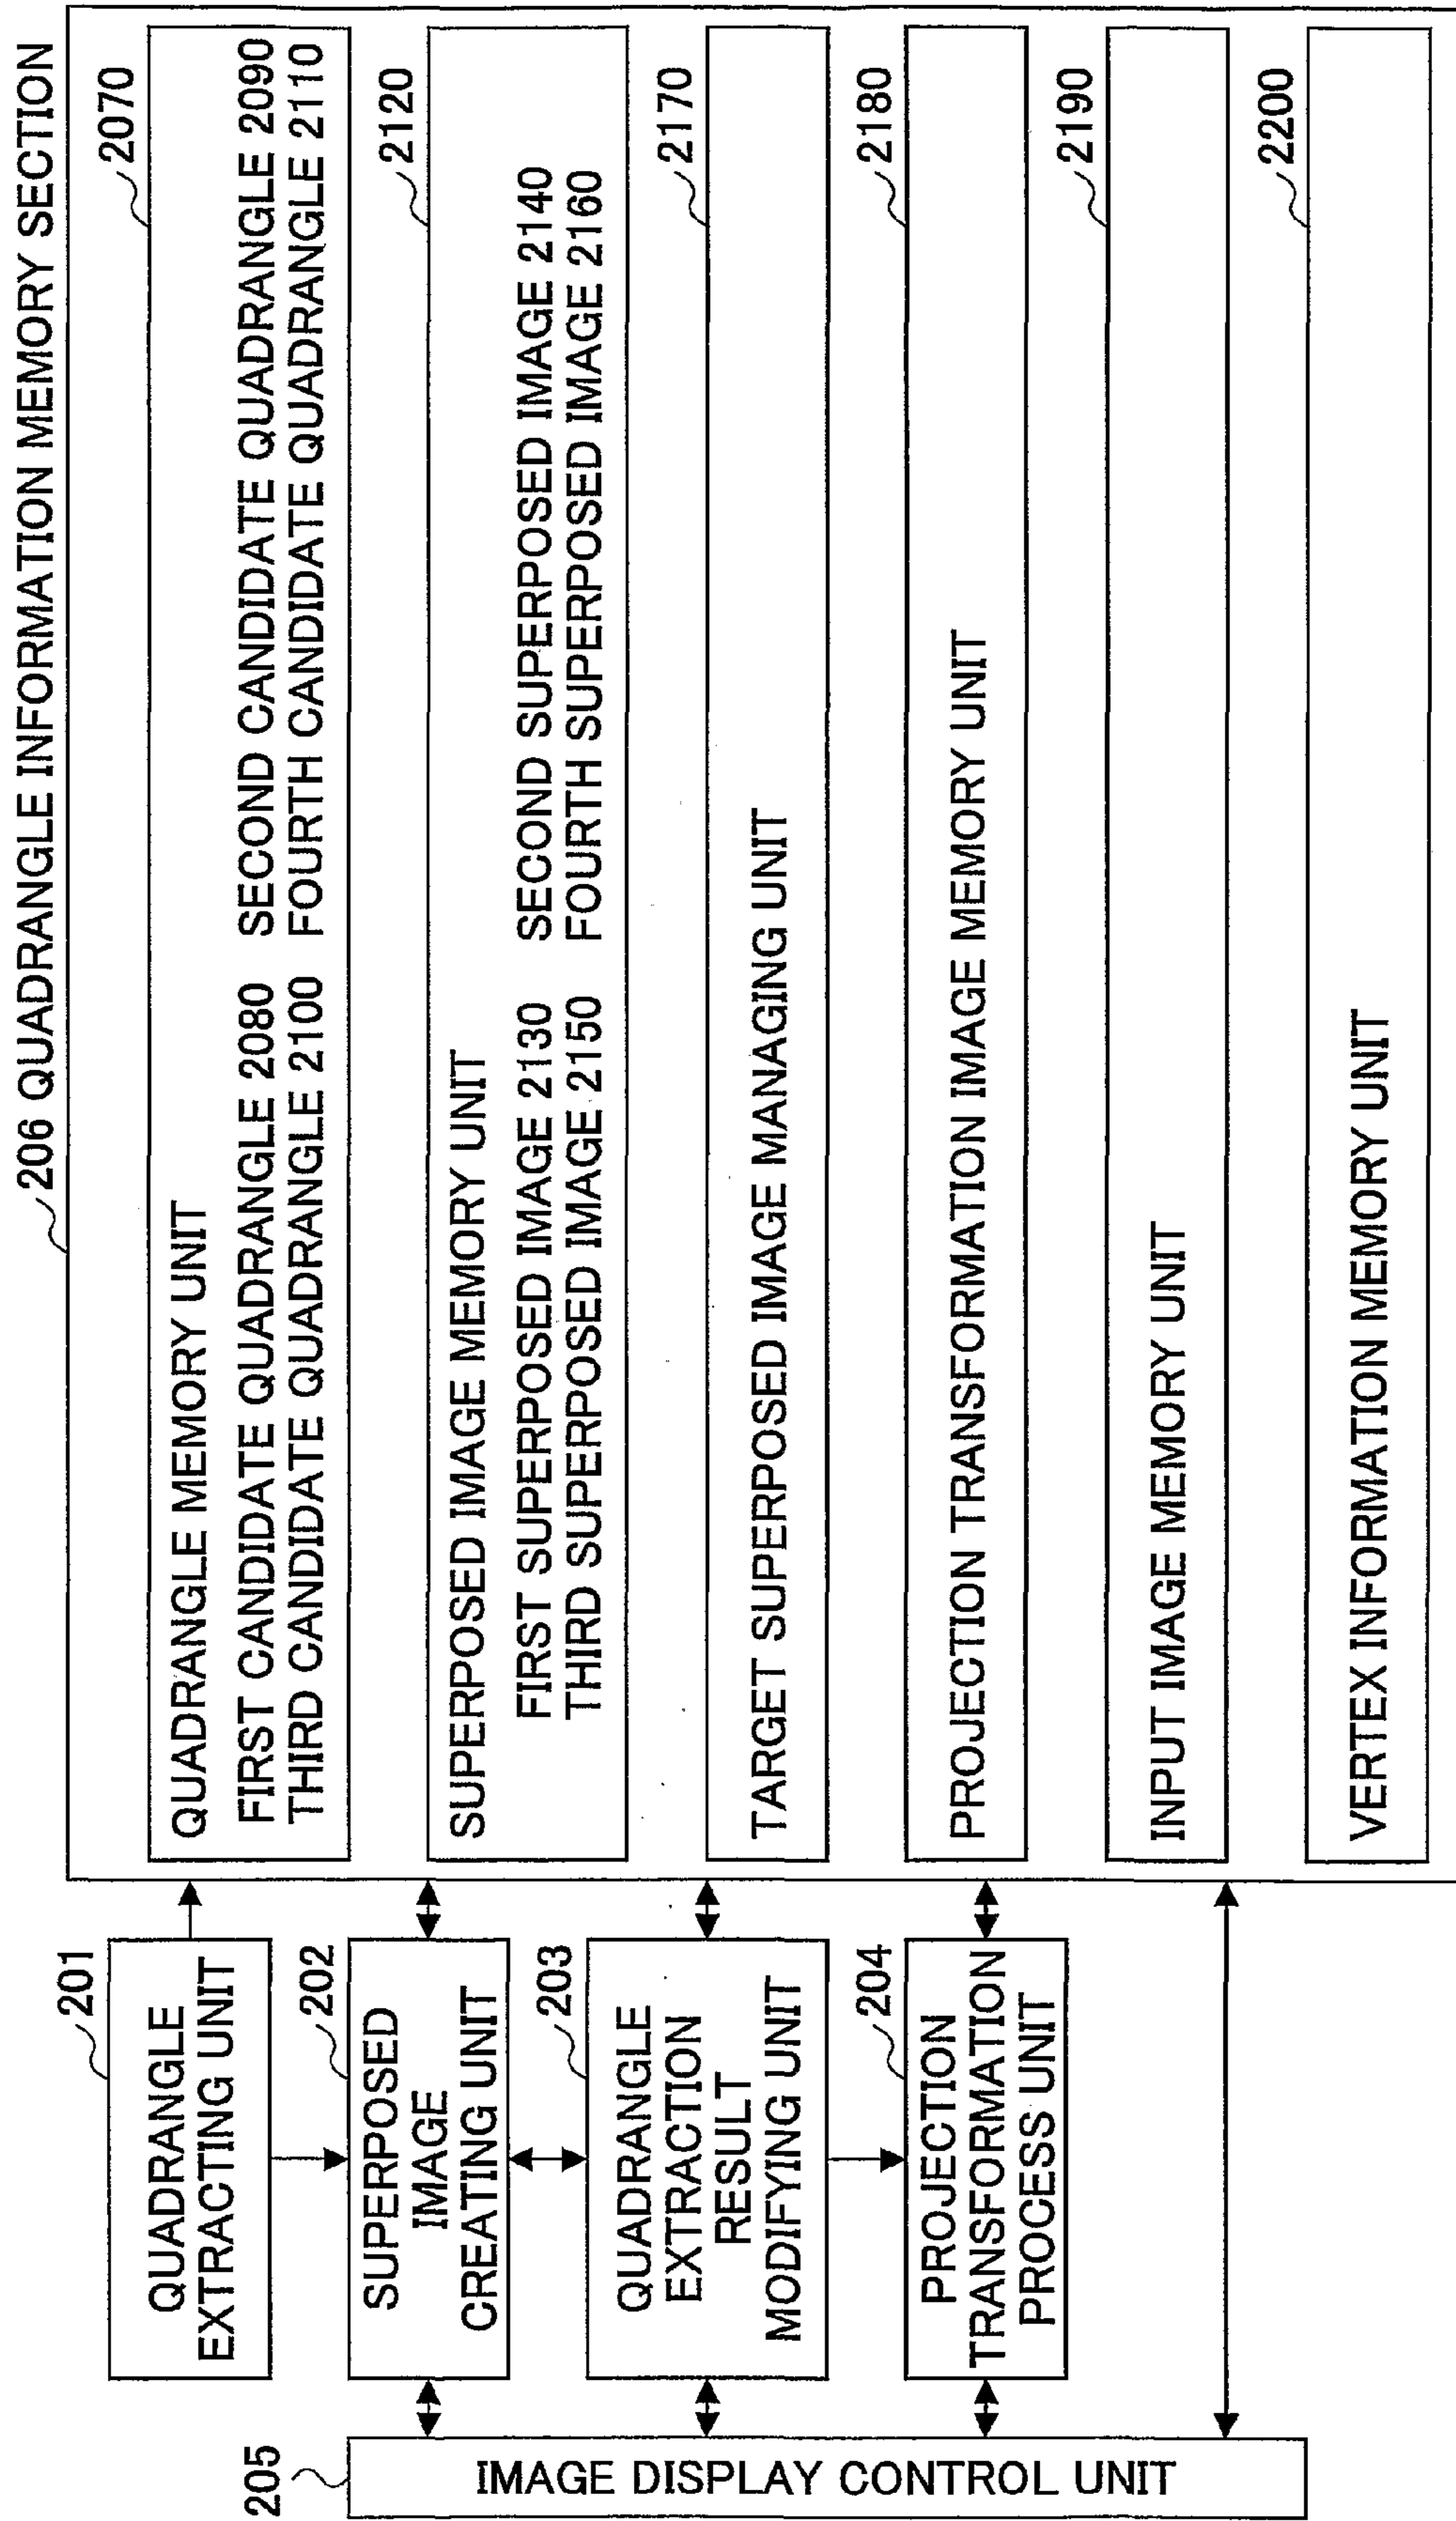 206 QUADRANGLE INFORMATION MEMORY SECTION
205
IMAGE DISPLAY CONTROL UNIT
201
QUADRANGLE
EXTRACTING UNIT
202
SUPERPOSED
IMAGE
CREATING UNIT
203
QUADRANGLE
EXTRACTION
RESULT
MODIFYING UNIT
204
PROJECTION
TRANSFORMATION
PROCESS UNIT
2070
QUADRANGLE MEMORY UNIT
FIRST CANDIDATE QUADRANGLE 2080 SECOND CANDIDATE QUADRANGLE 2090
THIRD CANDIDATE QUADRANGLE 2100 FOURTH CANDIDATE QUADRANGLE 2110
2120
SUPERPOSED IMAGE MEMORY UNIT
FIRST SUPERPOSED IMAGE 2130 SECOND SUPERPOSED IMAGE 2140
THIRD SUPERPOSED IMAGE 2150 FOURTH SUPERPOSED IMAGE 2160
2170
TARGET SUPERPOSED IMAGE MANAGING UNIT
2180
PROJECTION TRANSFORMATION IMAGE MEMORY UNIT
2190
INPUT IMAGE MEMORY UNIT
2200
VERTEX INFORMATION MEMORY UNIT